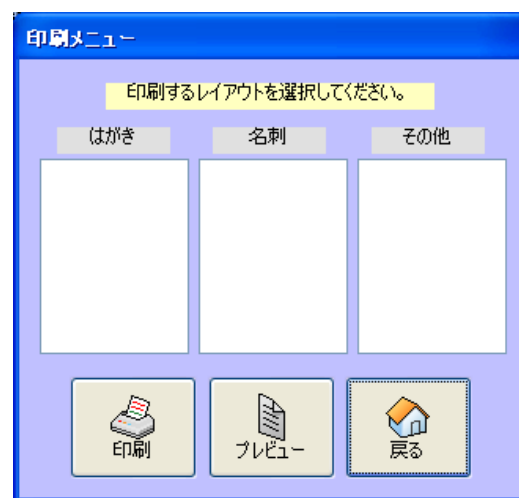 印刷メニュー
印刷するレイアウトを選択してください。
はがき 名刺 その他
印刷 プレビュー 戻る